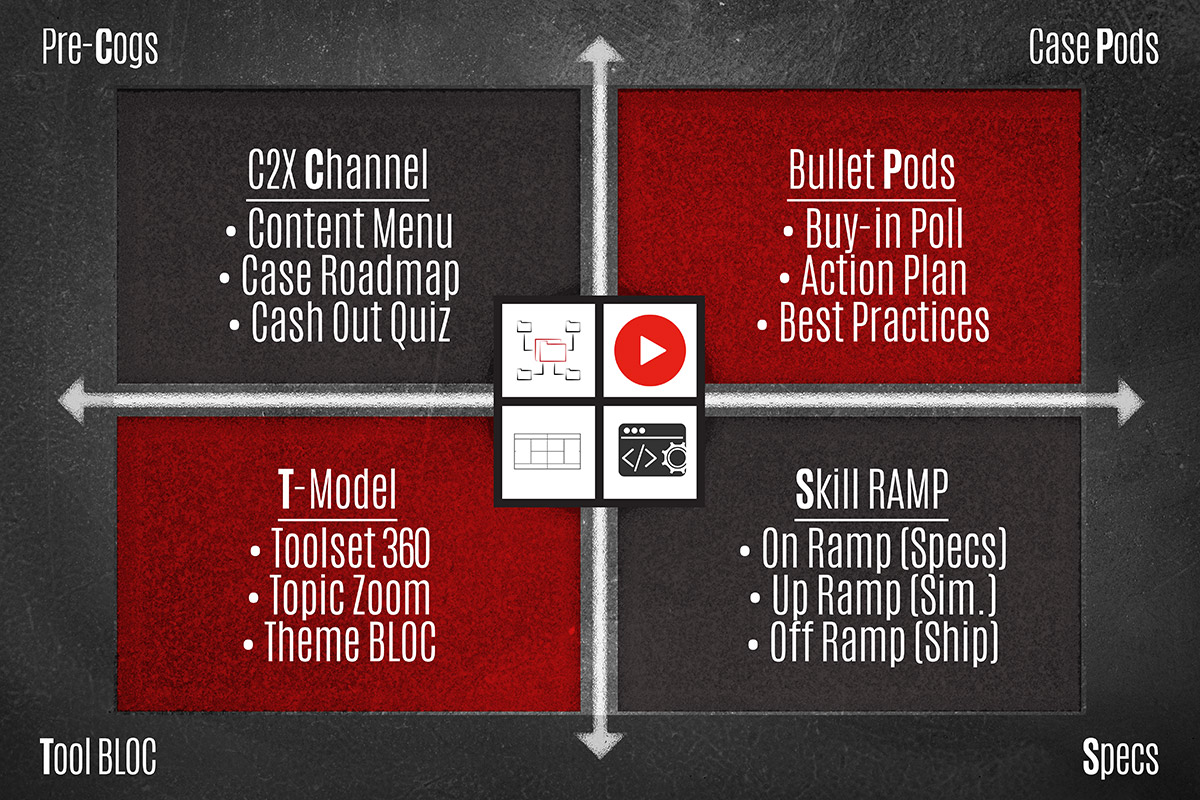 Pre-Cogs
Case Pods
C2X Channel
• Content Menu
• Case Roadmap
• Cash Out Quiz
Bullet Pods
• Buy-in Poll
• Action Plan
• Best Practices
T-Model
• Toolset 360
• Topic Zoom
• Theme BLOC
Skill RAMP
• On Ramp (Specs)
• Up Ramp (Sim.)
• Off Ramp (Ship)
</>
Tool BLOC
Specs